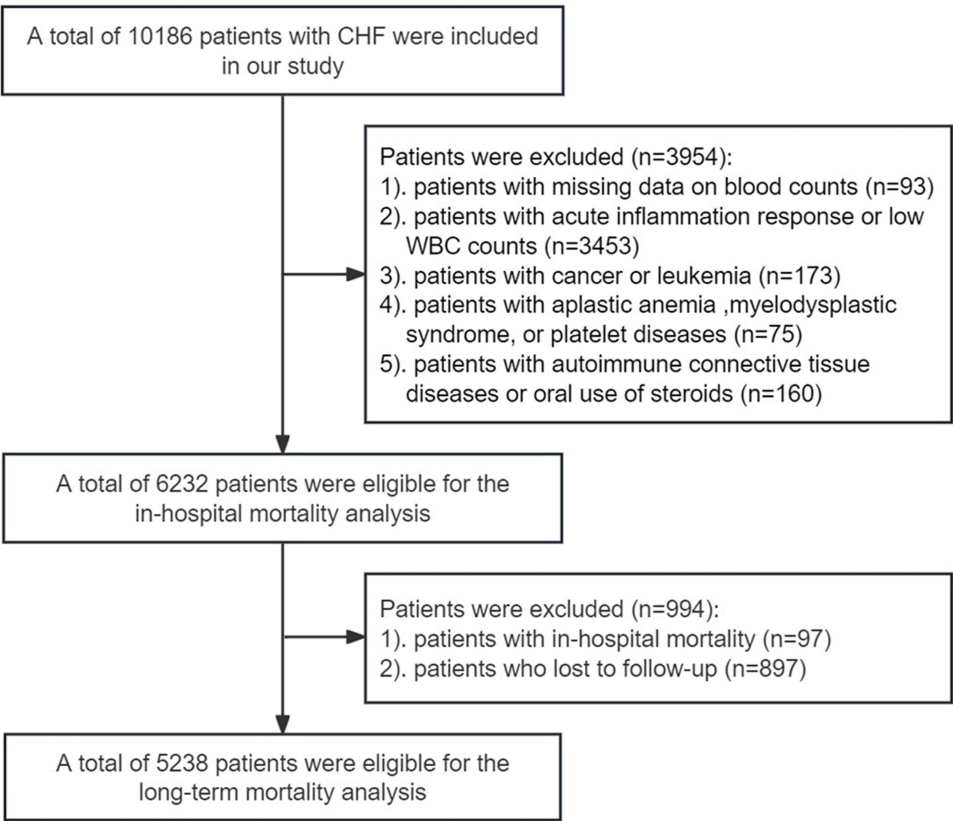 A total of 10186 patients with CHF were included
in our study
Patients were excluded (n=3954):
1). patients with missing data on blood counts (n=93)
2). patients with acute inflammation response or low
WBC counts (n=3453)
3). patients with cancer or leukemia (n=173)
4). patients with aplastic anemia ,myelodysplastic
syndrome, or platelet diseases (n=75)
5). patients with autoimmune connective tissue
diseases or oral use of steroids (n=160)
A total of 6232 patients were eligible for the
in-hospital mortality analysis
Patients were excluded (n=994):
1). patients with in-hospital mortality (n=97)
2). patients who lost to follow-up (n=897)
A total of 5238 patients were eligible for the
long-term mortality analysis